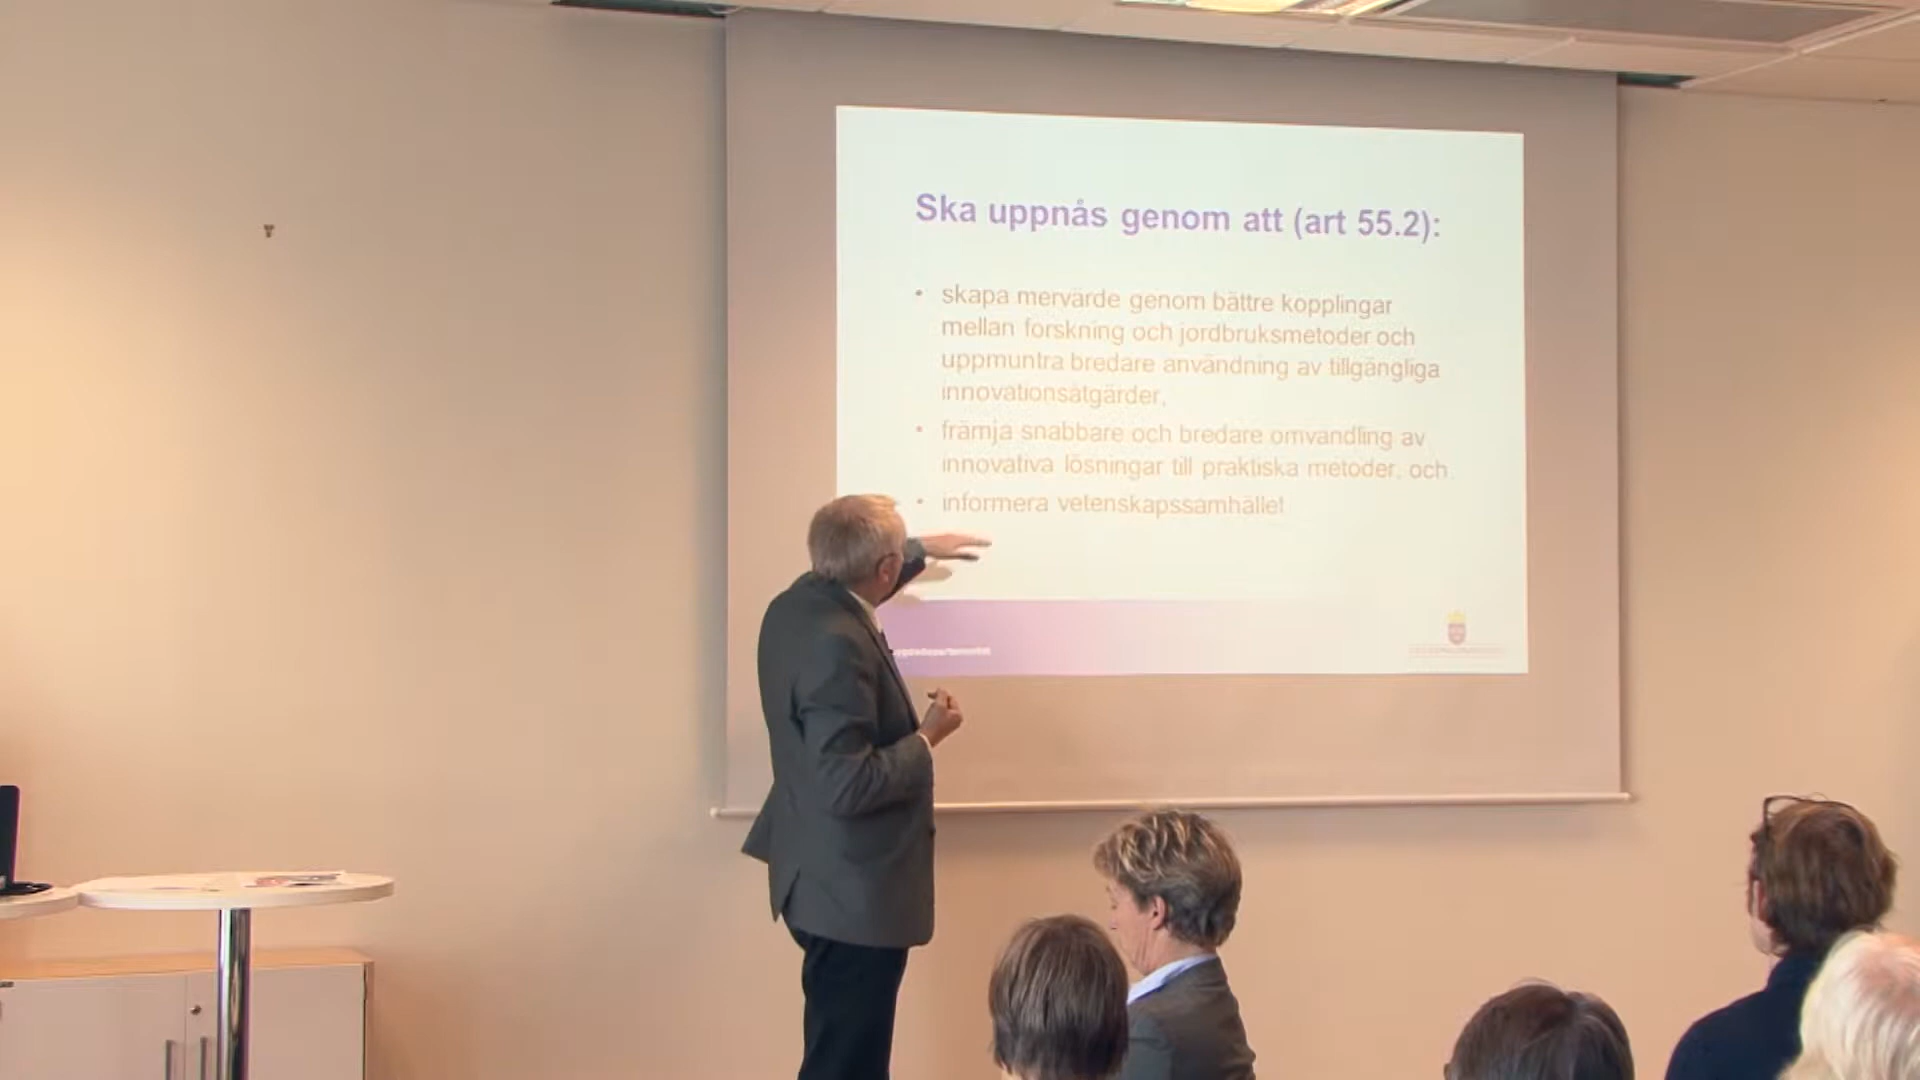 Ska uppnås genom att (art 55.2):
• skapa mervärde genom bättre kopplingar
mellan forskning och jordbruksmetoder och
uppmuntra bredare användning av tillgängliga
innovationsåtgärder,
• främja snabbare och bredare omvandling av
innovativa lösningar till praktiska metoder, och
• informera vetenskapssamhället